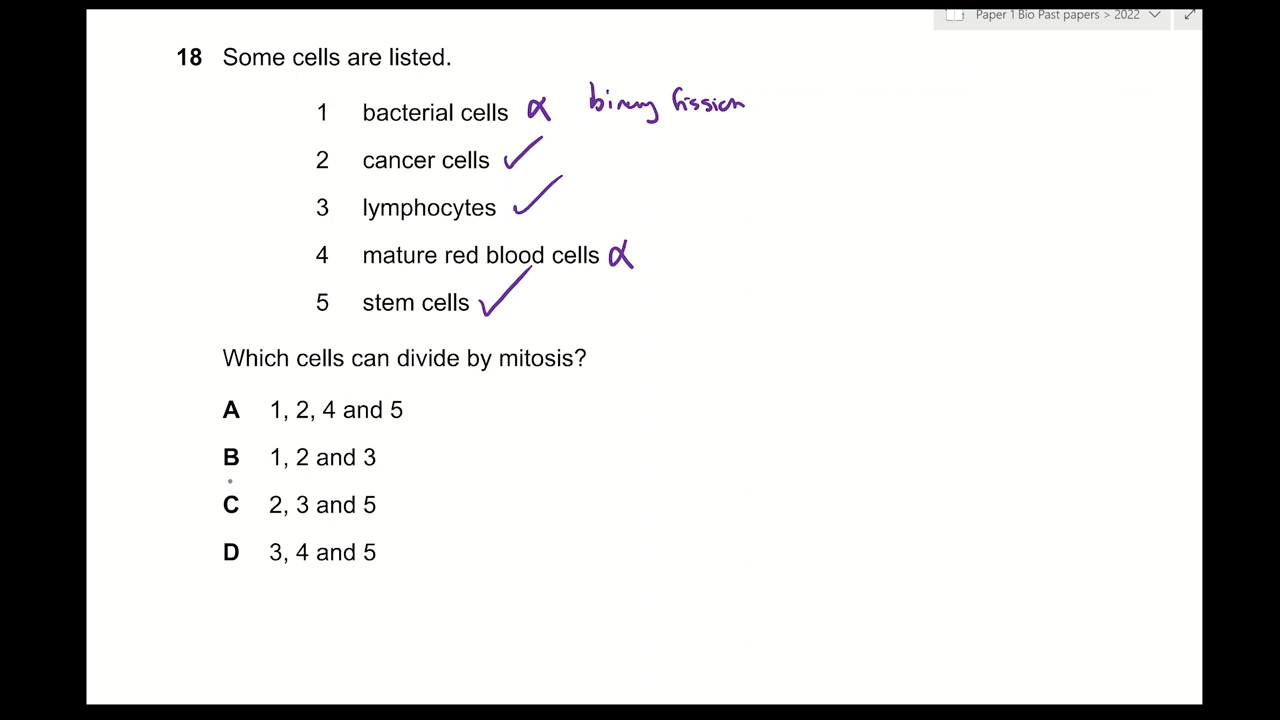 Paper 1 Bio Past papers > 2022
18 Some cells are listed.
1 bacterial cells binary fission
2 cancer cells ✓
3 lymphocytes ✓
4 mature red blood cells
5 stem cells ✓
Which cells can divide by mitosis?
A 1, 2, 4 and 5
B 1, 2 and 3
C 2, 3 and 5
D 3, 4 and 5